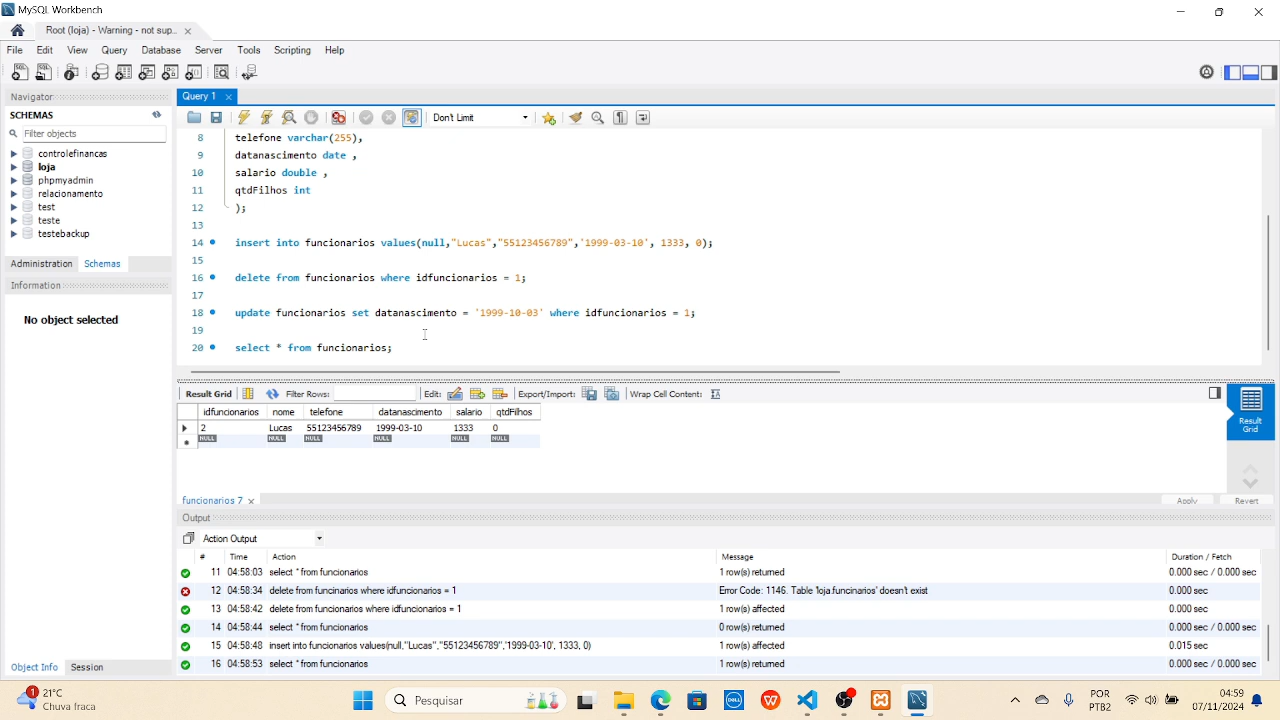 MySQL Workbench
Root (loja) - Warning - not sup..
File Edit View Query Database Server Tools Scripting Help
Navigator
SCHEMAS
Filter objects
controlefinancas
loja
phpmyadmin
relacionamento
test
teste
testebackup
Administration Schemas
Information
No object selected
Object Info Session
Query 1
Don't Limit
8 telefone varchar(255),
9 datanascimento date ,
10 salario double ,
11 qtdFilhos int
12 );
13
14 insert into funcionarios values(null,"Lucas","55123456789",'1999-03-10', 1333, 0);
15
16 delete from funcionarios where idfuncionarios = 1;
17
18 update funcionarios set datanascimento = '1999-10-03' where idfuncionarios = 1;
19
20 select * from funcionarios;
Result Grid Filter Rows: Edit: Export/Import: Wrap Cell Content:
idfuncionarios nome telefone datanascimento salario qtdFilhos
2 Lucas 55123456789 1999-03-10 1333 0
NULL NULL NULL NULL NULL NULL
Result Grid
funcionarios 7 Apply Revert
Output
Action Output
# Time Action Message Duration / Fetch
11 04:58:03 select * from funcionarios 1 row(s) returned 0.000 sec / 0.000 sec
12 04:58:34 delete from funcinarios where idfuncionarios = 1 Error Code: 1146. Table 'loja.funcinarios' doesn't exist 0.000 sec
13 04:58:42 delete from funcionarios where idfuncionarios = 1 1 row(s) affected 0.000 sec
14 04:58:44 select * from funcionarios 0 row(s) returned 0.000 sec / 0.000 sec
15 04:58:48 insert into funcionarios values(null,"Lucas","55123456789",'1999-03-10', 1333, 0) 1 row(s) affected 0.015 sec
16 04:58:53 select * from funcionarios 1 row(s) returned 0.000 sec / 0.000 sec
1
21°C
Chuva fraca
Pesquisar
DELL
POR
PTB2
04:59
07/11/2024